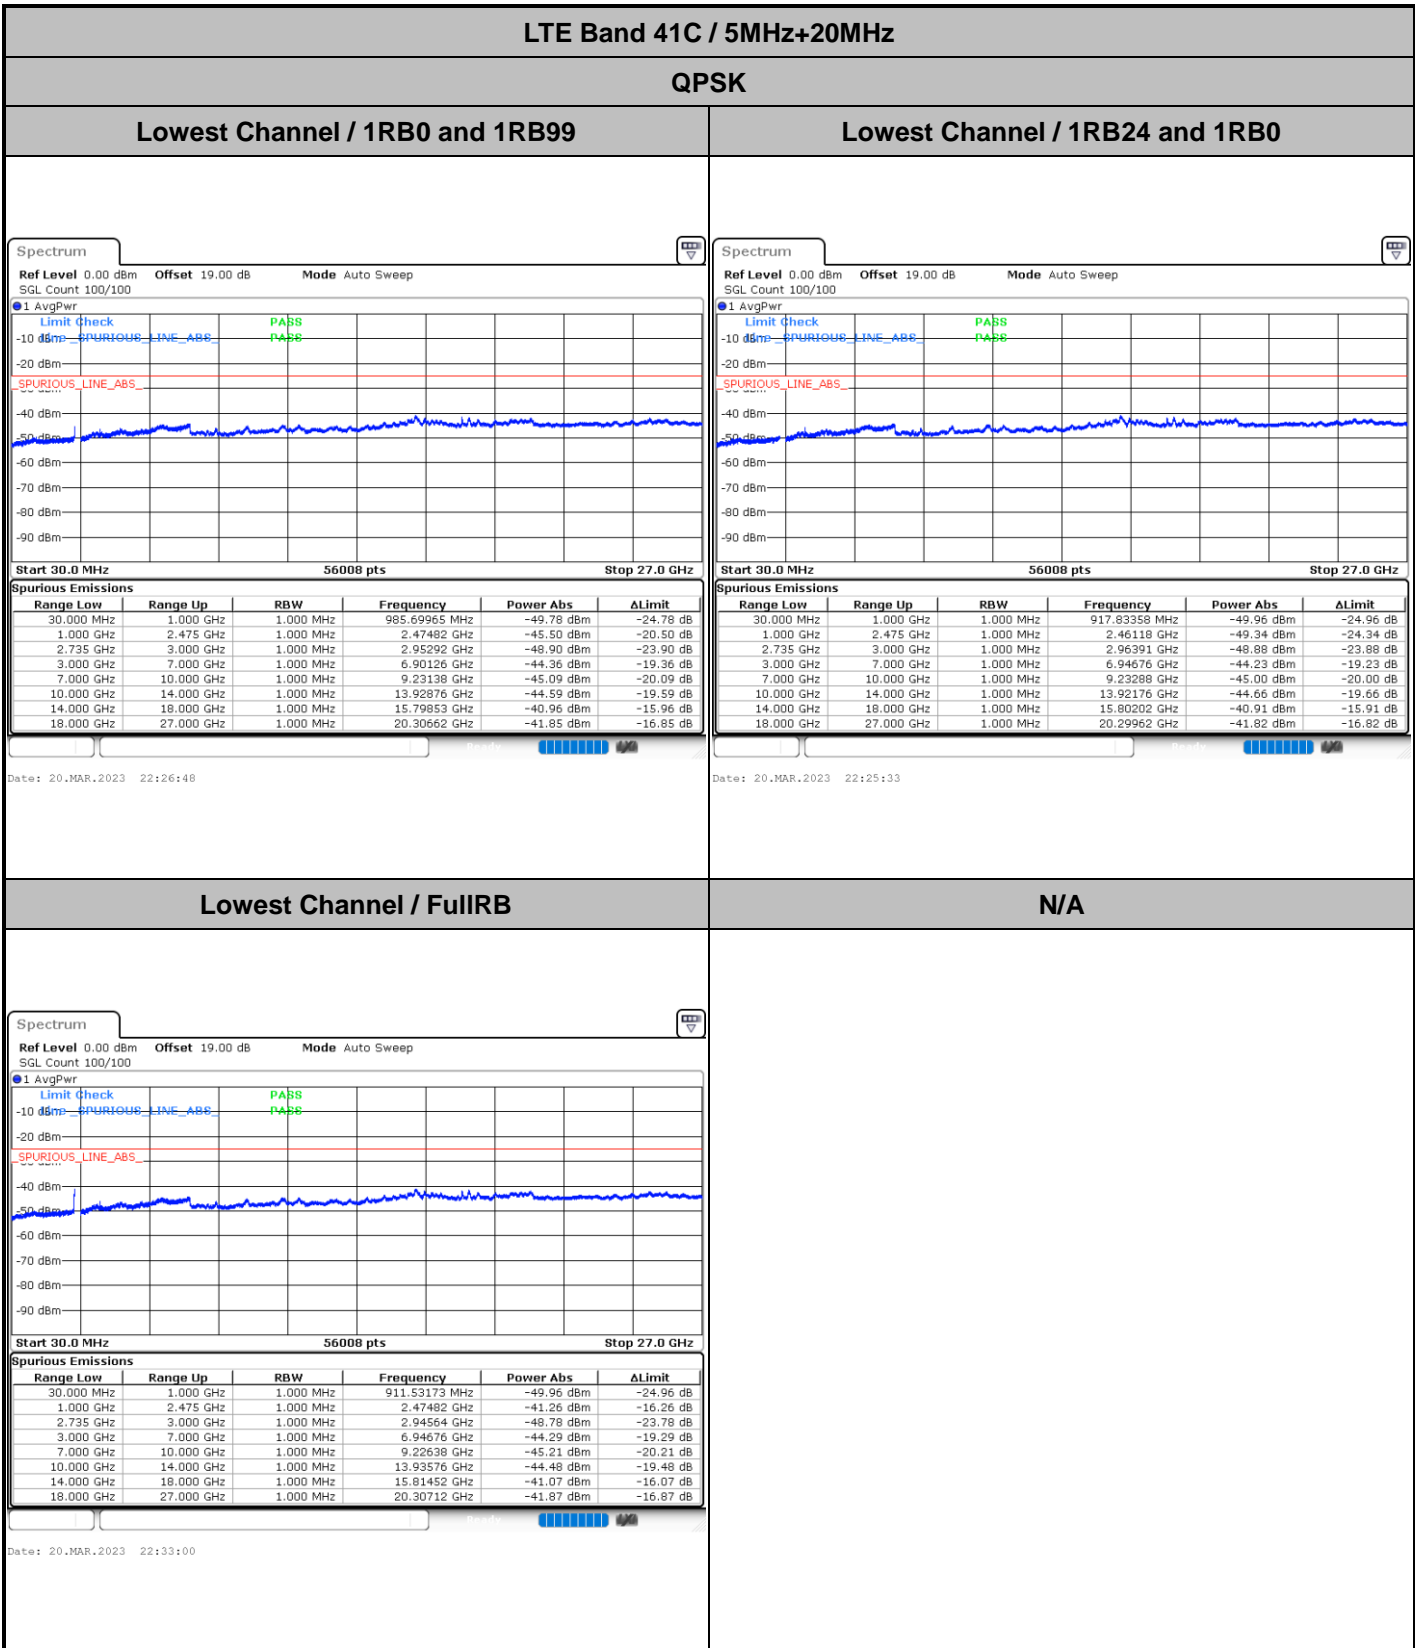 LTE Band 41C / 5MHz+20MHz
QPSK
Lowest Channel / 1RB0 and 1RB99
Lowest Channel / 1RB24 and 1RB0
Spectrum
Ref Level 0.00 dBm Offset 19.00 dB Mode Auto Sweep
SGL Count 100/100
1 AvgPwr
Limit Check PASS
-10 dBm Line _SPURIOUS_LINE_ABS_ PASS
-20 dBm
_SPURIOUS_LINE_ABS_
-40 dBm
-50 dBm
-60 dBm
-70 dBm
-80 dBm
-90 dBm
Start 30.0 MHz 56008 pts Stop 27.0 GHz
Spurious Emissions
Range Low Range Up RBW Frequency Power Abs ΔLimit
30.000 MHz 1.000 GHz 1.000 MHz 985.69965 MHz -49.78 dBm -24.78 dB
1.000 GHz 2.475 GHz 1.000 MHz 2.47482 GHz -45.50 dBm -20.50 dB
2.735 GHz 3.000 GHz 1.000 MHz 2.95292 GHz -48.90 dBm -23.90 dB
3.000 GHz 7.000 GHz 1.000 MHz 6.90126 GHz -44.36 dBm -19.36 dB
7.000 GHz 10.000 GHz 1.000 MHz 9.23138 GHz -45.09 dBm -20.09 dB
10.000 GHz 14.000 GHz 1.000 MHz 13.92876 GHz -44.59 dBm -19.59 dB
14.000 GHz 18.000 GHz 1.000 MHz 15.79853 GHz -40.96 dBm -15.96 dB
18.000 GHz 27.000 GHz 1.000 MHz 20.30662 GHz -41.85 dBm -16.85 dB
Ready
Date: 20.MAR.2023 22:26:48
Spectrum
Ref Level 0.00 dBm Offset 19.00 dB Mode Auto Sweep
SGL Count 100/100
1 AvgPwr
Limit Check PASS
-10 dBm Line _SPURIOUS_LINE_ABS_ PASS
-20 dBm
_SPURIOUS_LINE_ABS_
-40 dBm
-50 dBm
-60 dBm
-70 dBm
-80 dBm
-90 dBm
Start 30.0 MHz 56008 pts Stop 27.0 GHz
Spurious Emissions
Range Low Range Up RBW Frequency Power Abs ΔLimit
30.000 MHz 1.000 GHz 1.000 MHz 917.83358 MHz -49.96 dBm -24.96 dB
1.000 GHz 2.475 GHz 1.000 MHz 2.46118 GHz -49.34 dBm -24.34 dB
2.735 GHz 3.000 GHz 1.000 MHz 2.96391 GHz -48.88 dBm -23.88 dB
3.000 GHz 7.000 GHz 1.000 MHz 6.94676 GHz -44.23 dBm -19.23 dB
7.000 GHz 10.000 GHz 1.000 MHz 9.23288 GHz -45.00 dBm -20.00 dB
10.000 GHz 14.000 GHz 1.000 MHz 13.92176 GHz -44.66 dBm -19.66 dB
14.000 GHz 18.000 GHz 1.000 MHz 15.80202 GHz -40.91 dBm -15.91 dB
18.000 GHz 27.000 GHz 1.000 MHz 20.29962 GHz -41.82 dBm -16.82 dB
Ready
Date: 20.MAR.2023 22:25:33
Lowest Channel / FullRB
N/A
Spectrum
Ref Level 0.00 dBm Offset 19.00 dB Mode Auto Sweep
SGL Count 100/100
1 AvgPwr
Limit Check PASS
-10 dBm Line _SPURIOUS_LINE_ABS_ PASS
-20 dBm
_SPURIOUS_LINE_ABS_
-40 dBm
-50 dBm
-60 dBm
-70 dBm
-80 dBm
-90 dBm
Start 30.0 MHz 56008 pts Stop 27.0 GHz
Spurious Emissions
Range Low Range Up RBW Frequency Power Abs ΔLimit
30.000 MHz 1.000 GHz 1.000 MHz 911.53173 MHz -49.96 dBm -24.96 dB
1.000 GHz 2.475 GHz 1.000 MHz 2.47482 GHz -41.26 dBm -16.26 dB
2.735 GHz 3.000 GHz 1.000 MHz 2.94564 GHz -48.78 dBm -23.78 dB
3.000 GHz 7.000 GHz 1.000 MHz 6.94676 GHz -44.29 dBm -19.29 dB
7.000 GHz 10.000 GHz 1.000 MHz 9.22638 GHz -45.21 dBm -20.21 dB
10.000 GHz 14.000 GHz 1.000 MHz 13.93576 GHz -44.48 dBm -19.48 dB
14.000 GHz 18.000 GHz 1.000 MHz 15.81452 GHz -41.07 dBm -16.07 dB
18.000 GHz 27.000 GHz 1.000 MHz 20.30712 GHz -41.87 dBm -16.87 dB
Ready
Date: 20.MAR.2023 22:33:00